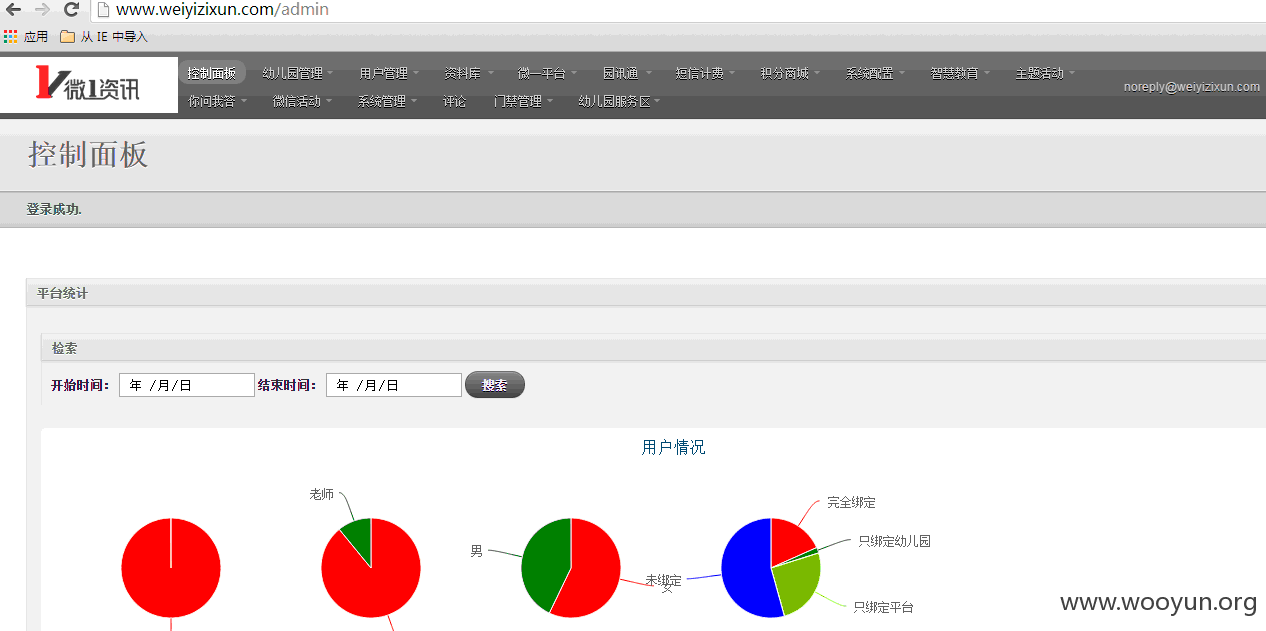 www.weiyizixun.com/admin
应用 从 IE 中导入
微1资讯
控制面板 幼儿园管理 用户管理 资料库 微一平台 园讯通 短信计费 积分商城 系统配置 智慧教育 主题活动
noreply@weiyizixun.com
你问我答 微信活动 系统管理 评论 门禁管理 幼儿园服务区
控制面板
登录成功.
平台统计
检索
开始时间： 年 /月/日 结束时间： 年 /月/日 搜索
用户情况
老师
完全绑定
只绑定幼儿园
男
未绑定
女
只绑定平台
www.wooyun.org